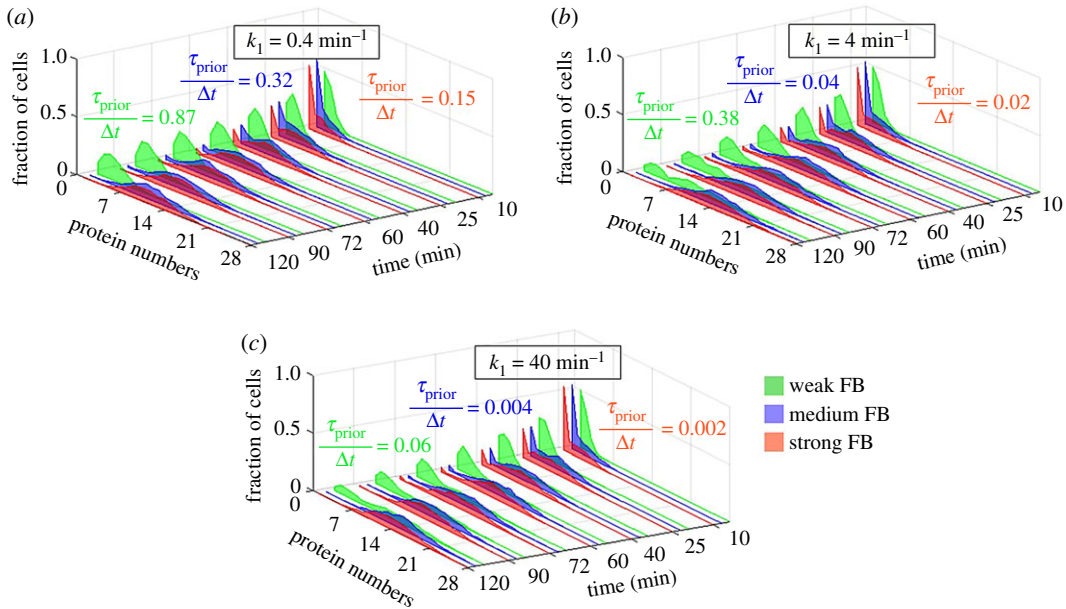 (a)
k₁ = 0.4 min⁻¹
τprior/Δt = 0.87
τprior/Δt = 0.32
τprior/Δt = 0.15
fraction of cells
1.0
0.5
0
0
7
14
21
28
protein numbers
120
90
72
60
40
25
10
time (min)
(b)
k₁ = 4 min⁻¹
τprior/Δt = 0.38
τprior/Δt = 0.04
τprior/Δt = 0.02
fraction of cells
1.0
0.5
0
0
7
14
21
28
protein numbers
120
90
72
60
40
25
10
time (min)
(c)
k₁ = 40 min⁻¹
τprior/Δt = 0.06
τprior/Δt = 0.004
τprior/Δt = 0.002
fraction of cells
1.0
0.5
0
0
7
14
21
28
protein numbers
120
90
72
60
40
25
10
time (min)
weak FB
medium FB
strong FB